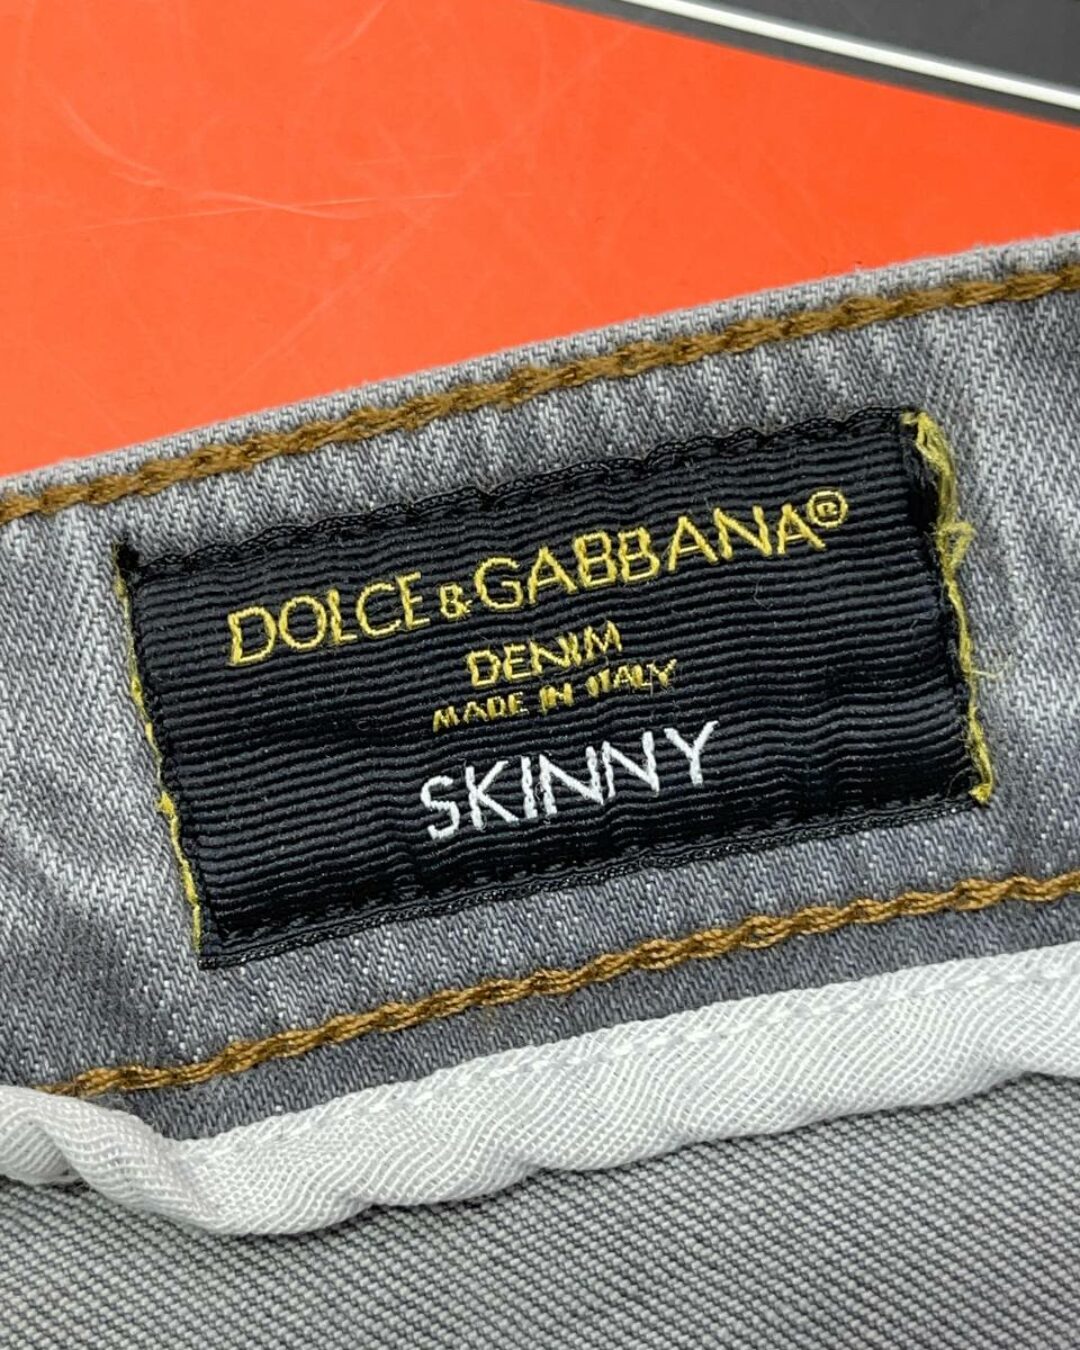 DOLCE & GABBANA®
DENIM
MADE IN ITALY
SKINNY